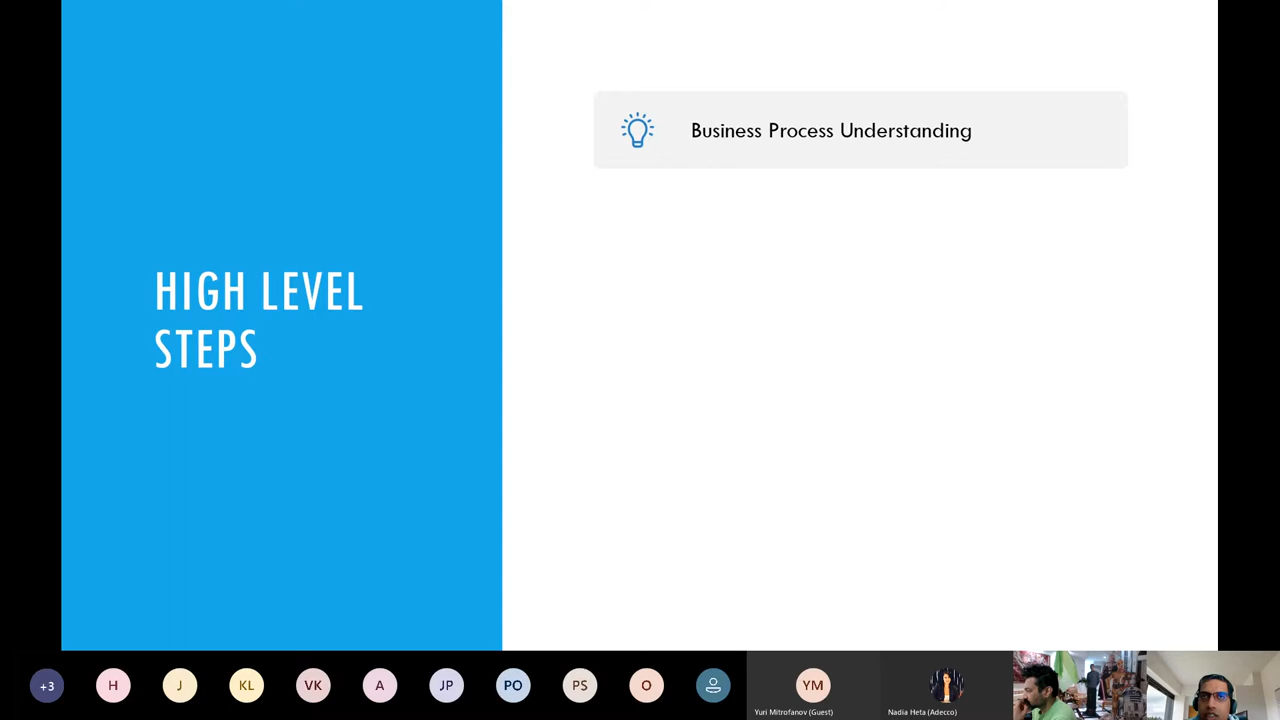 Business Process Understanding
HIGH LEVEL
STEPS
+3
H
J
KL
VK
A
JP
PO
PS
O
YM
Yuri Mitrofanov (Guest)
Nadia Heta (Adecco)